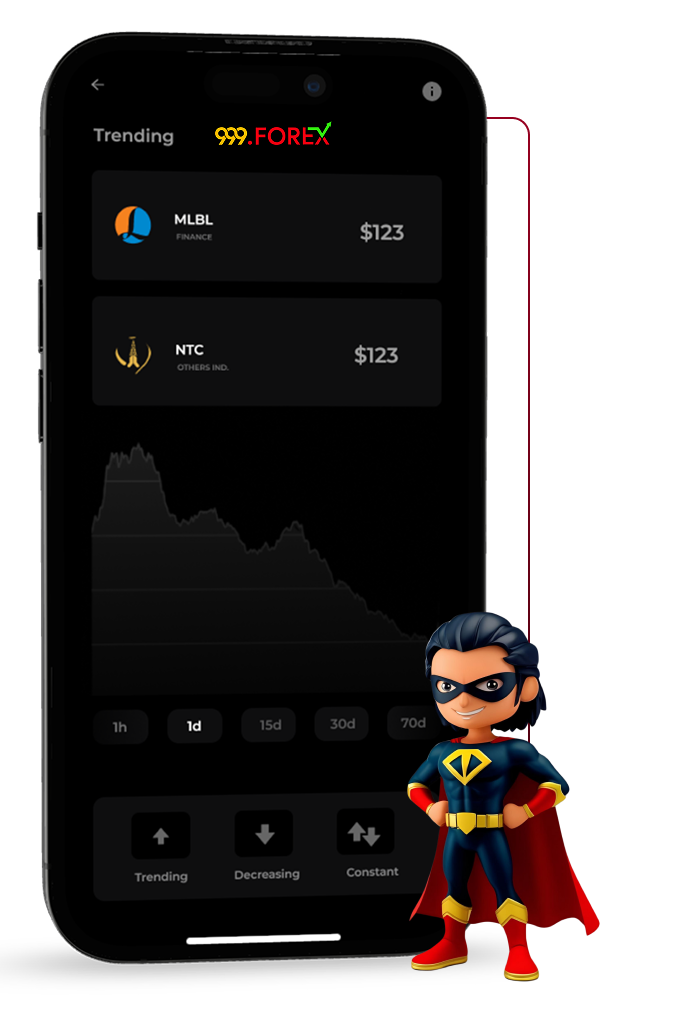 Trending
999.FOREX
MLBL
FINANCE
$123
NTC
OTHERS IND.
$123
1h
1d
15d
30d
70d
Trending
Decreasing
Constant